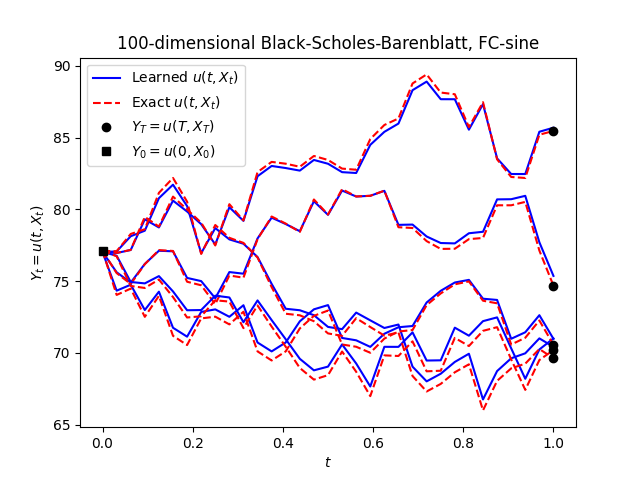 100-dimensional Black-Scholes-Barenblatt, FC-sine
Learned u(t, X_t)
Exact u(t, X_t)
Y_T = u(T, X_T)
Y_0 = u(0, X_0)
Y_t = u(t, X_t)
90
85
80
75
70
65
0.0 0.2 0.4 0.6 0.8 1.0
t